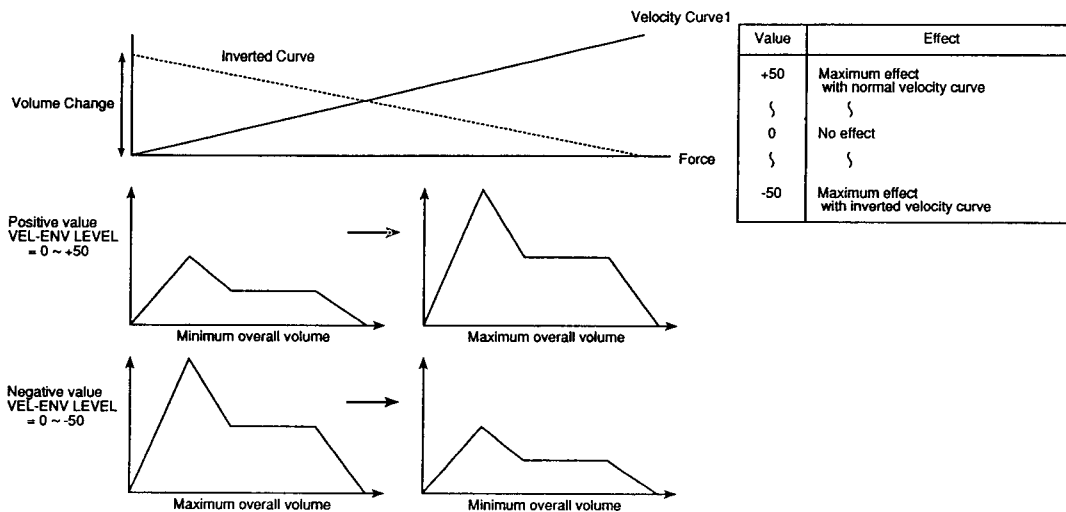 Velocity Curve1
Inverted Curve
Volume Change
Force
Value Effect
+50 Maximum effect
with normal velocity curve
0 No effect
-50 Maximum effect
with inverted velocity curve
Positive value
VEL-ENV LEVEL
= 0 ~ +50
Minimum overall volume
Maximum overall volume
Negative value
VEL-ENV LEVEL
= 0 ~ -50
Maximum overall volume
Minimum overall volume